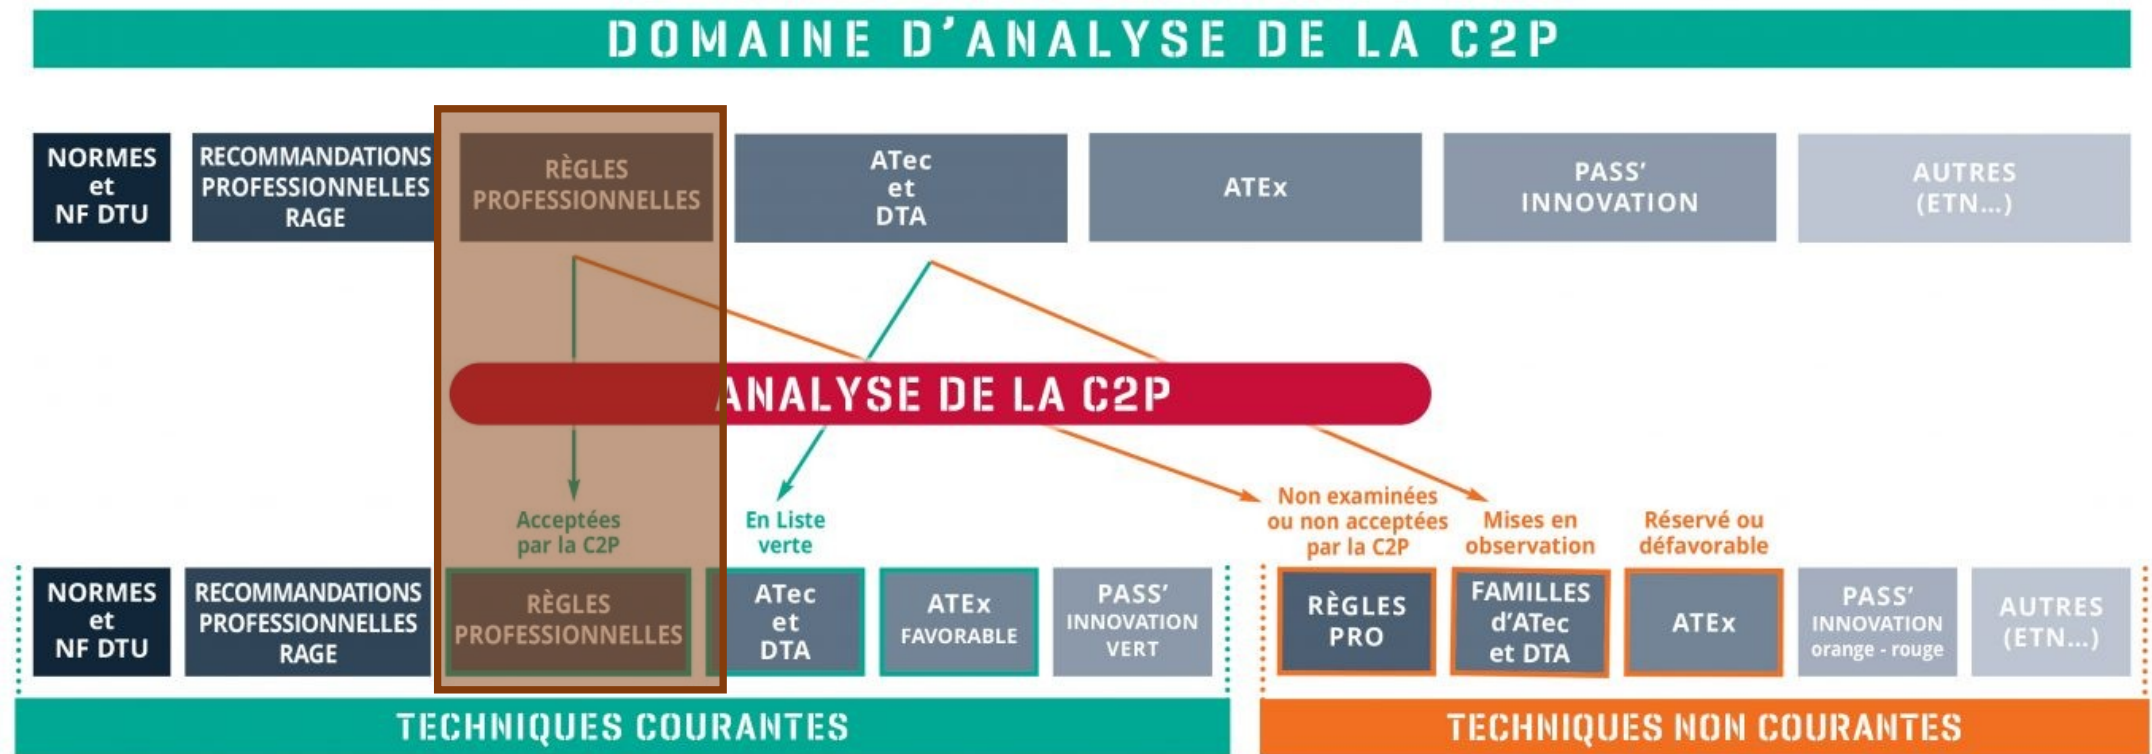 DOMAINE D'ANALYSE DE LA C2P
NORMES
et
NF DTU
RECOMMANDATIONS
PROFESSIONNELLES
RAGE
RÈGLES
PROFESSIONNELLES
ATec
et
DTA
ATEx
PASS'
INNOVATION
AUTRES
(ETN...)
ANALYSE DE LA C2P
Acceptées
par la C2P
En Liste
verte
Non examinées
ou non acceptées
par la C2P
Mises en
observation
Réservé ou
défavorable
NORMES
et
NF DTU
RECOMMANDATIONS
PROFESSIONNELLES
RAGE
RÈGLES
PROFESSIONNELLES
ATec
et
DTA
ATEx
FAVORABLE
PASS'
INNOVATION
VERT
RÈGLES
PRO
FAMILLES
d'ATec
et DTA
ATEx
PASS'
INNOVATION
orange - rouge
AUTRES
(ETN...)
TECHNIQUES COURANTES
TECHNIQUES NON COURANTES